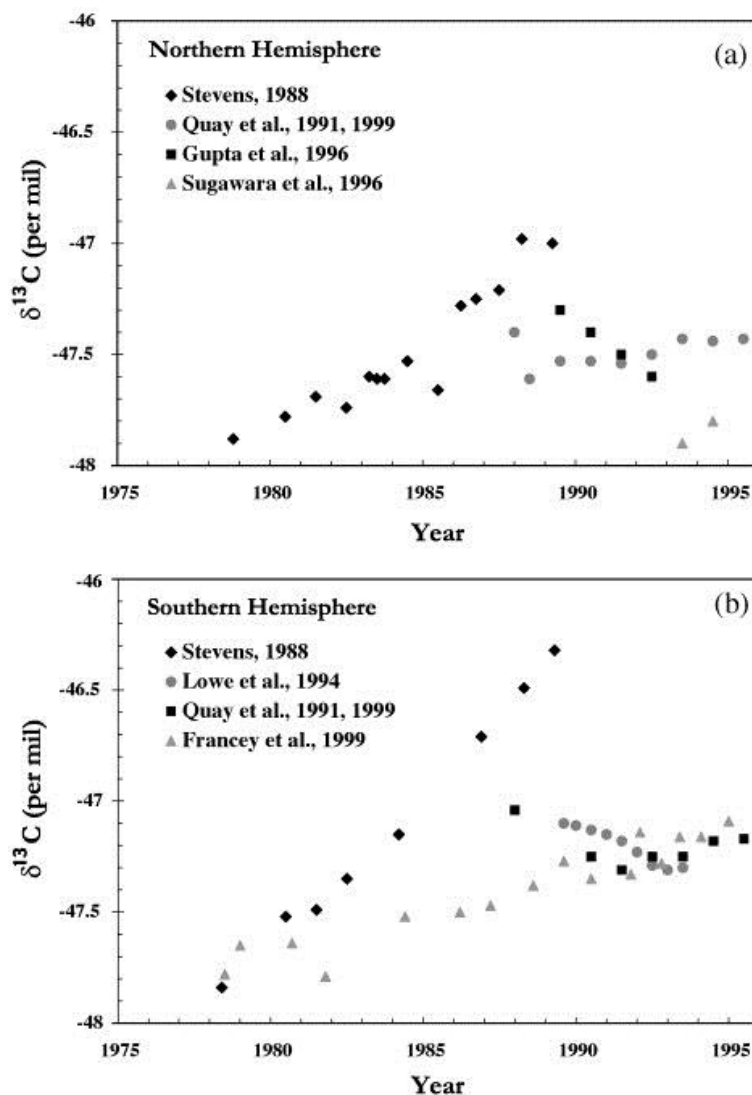 -46
Northern Hemisphere
(a)
Stevens, 1988
Quay et al., 1991, 1999
Gupta et al., 1996
Sugawara et al., 1996
-46.5
-47
-47.5
-48
δ¹³C (per mil)
1975 1980 1985 1990 1995
Year
-46
Southern Hemisphere
(b)
Stevens, 1988
Lowe et al., 1994
Quay et al., 1991, 1999
Francey et al., 1999
-46.5
-47
-47.5
-48
δ¹³C (per mil)
1975 1980 1985 1990 1995
Year